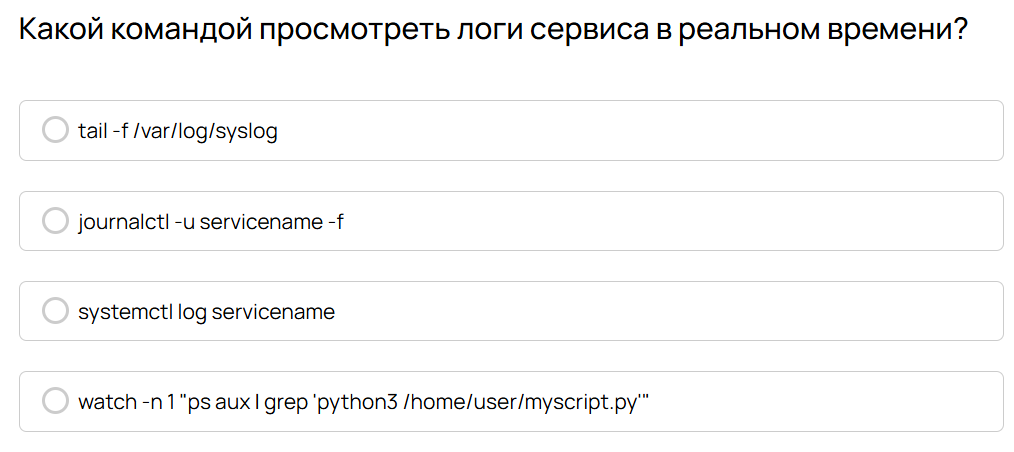 Какой командой просмотреть логи сервиса в реальном времени?
tail -f /var/log/syslog
journalctl -u servicename -f
systemctl log servicename
watch -n 1 "ps aux | grep 'python3 /home/user/myscript.py'"